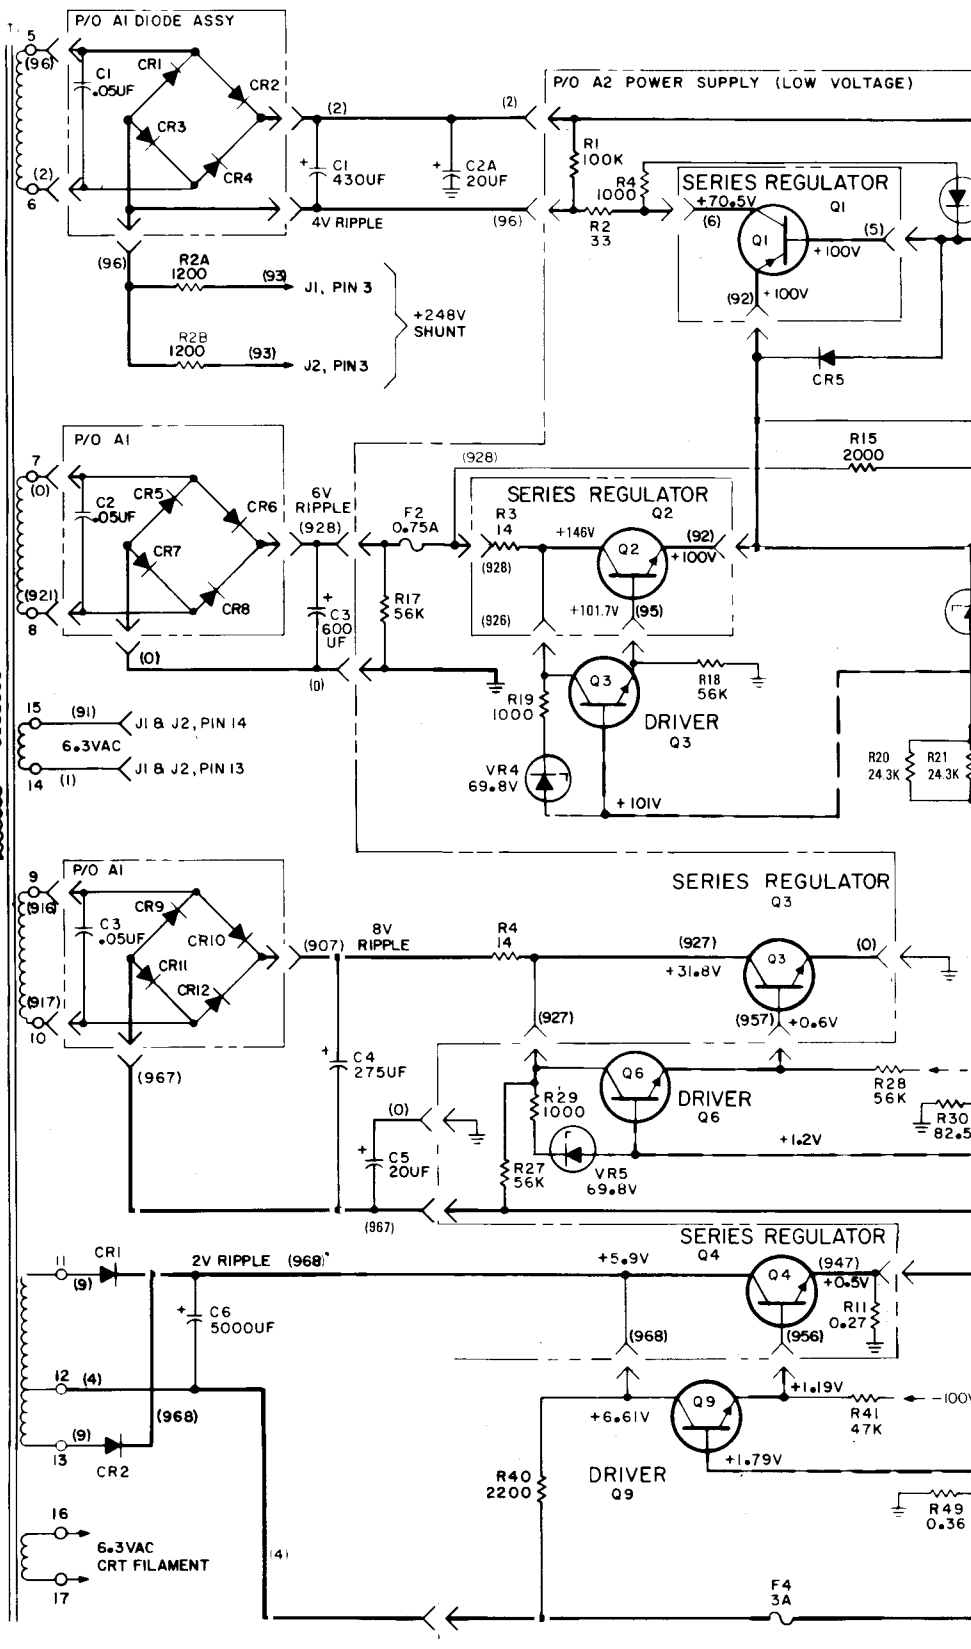 P/O A1 DIODE ASSY
5
(96)
C1
.05UF
CR1
CR2
CR3
CR4
(2)
6
(2)
(2)
+
C1
430UF
+
C2A
20UF
4V RIPPLE
(96)
P/O A2 POWER SUPPLY (LOW VOLTAGE)
R1
100K
R4
1000
R2
33
SERIES REGULATOR
Q1
+70.5V
(6)
Q1
(5)
+100V
(92)
+100V
CR5
(96)
R2A
1200
(93)
J1, PIN 3
+248V
SHUNT
R2B
1200
(93)
J2, PIN3
P/O A1
7
(0)
C2
.05UF
CR5
CR6
CR7
CR8
(921)
8
(0)
6V
RIPPLE
(928)
+
C3
600
UF
(0)
F2
0.75A
R17
56K
(928)
R15
2000
SERIES REGULATOR
Q2
R3
14
(928)
+146V
Q2
(92)
+100V
(926)
+101.7V
(95)
Q3
R18
56K
R19
1000
DRIVER
Q3
VR4
69.8V
+101V
R20
24.3K
R21
24.3K
15
(91)
J1 & J2, PIN 14
6.3VAC
14
(1)
J1 & J2, PIN 13
P/O A1
9
(916)
C3
.05UF
CR9
CR10
CR11
CR12
(917)
10
(967)
(907)
8V
RIPPLE
R4
14
SERIES REGULATOR
Q3
(927)
+31.8V
Q3
(0)
(927)
(957)
+0.6V
+
C4
275UF
(0)
+
C5
20UF
(967)
Q6
DRIVER
Q6
R28
56K
R29
1000
R27
56K
VR5
69.8V
+1.2V
R30
82.5
11
(9)
CR1
2V RIPPLE (968)
+
C6
5000UF
12
(4)
(968)
13
(9)
CR2
SERIES REGULATOR
Q4
+5.9V
Q4
(947)
+0.5V
R11
0.27
(968)
(956)
+1.19V
Q9
+6.61V
R41
47K
-100V
+1.79V
DRIVER
Q9
R40
2200
R49
0.36
16
6.3VAC
CRT FILAMENT
17
(4)
F4
3A